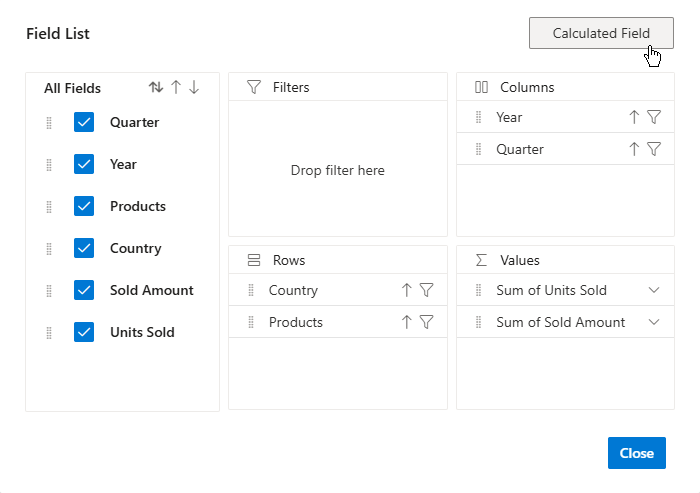 Field List
Calculated Field
All Fields
Quarter
Year
Products
Country
Sold Amount
Units Sold
Filters
Drop filter here
Columns
Year
Quarter
Rows
Country
Products
Values
Sum of Units Sold
Sum of Sold Amount
Close